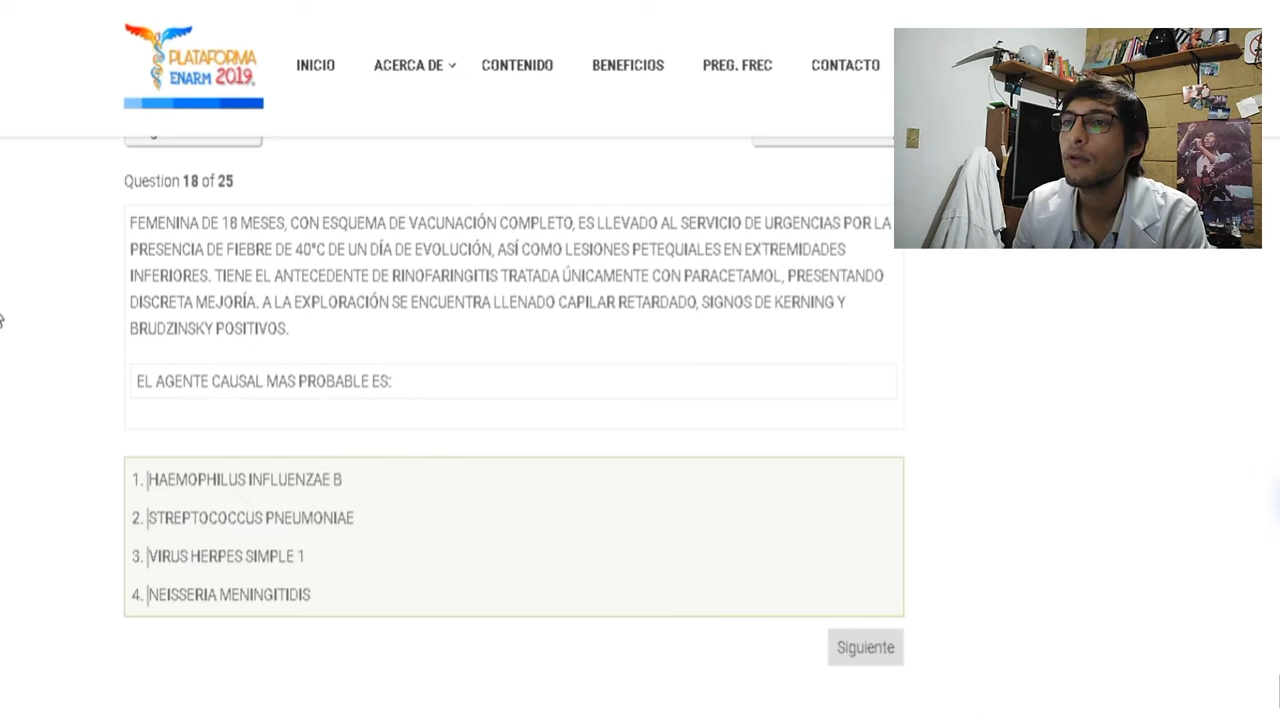 PLATAFORMA
ENARM 2019
INICIO
ACERCA DE
CONTENIDO
BENEFICIOS
PREG. FREC
CONTACTO
Question 18 of 25
FEMENINA DE 18 MESES, CON ESQUEMA DE VACUNACIÓN COMPLETO, ES LLEVADO AL SERVICIO DE URGENCIAS POR LA
PRESENCIA DE FIEBRE DE 40°C DE UN DÍA DE EVOLUCIÓN, ASÍ COMO LESIONES PETEQUIALES EN EXTREMIDADES
INFERIORES. TIENE EL ANTECEDENTE DE RINOFARINGITIS TRATADA ÚNICAMENTE CON PARACETAMOL, PRESENTANDO
DISCRETA MEJORÍA. A LA EXPLORACIÓN SE ENCUENTRA LLENADO CAPILAR RETARDADO, SIGNOS DE KERNING Y
BRUDZINSKY POSITIVOS.
EL AGENTE CAUSAL MAS PROBABLE ES:
1. HAEMOPHILUS INFLUENZAE B
2. STREPTOCOCCUS PNEUMONIAE
3. VIRUS HERPES SIMPLE 1
4. NEISSERIA MENINGITIDIS
Siguiente